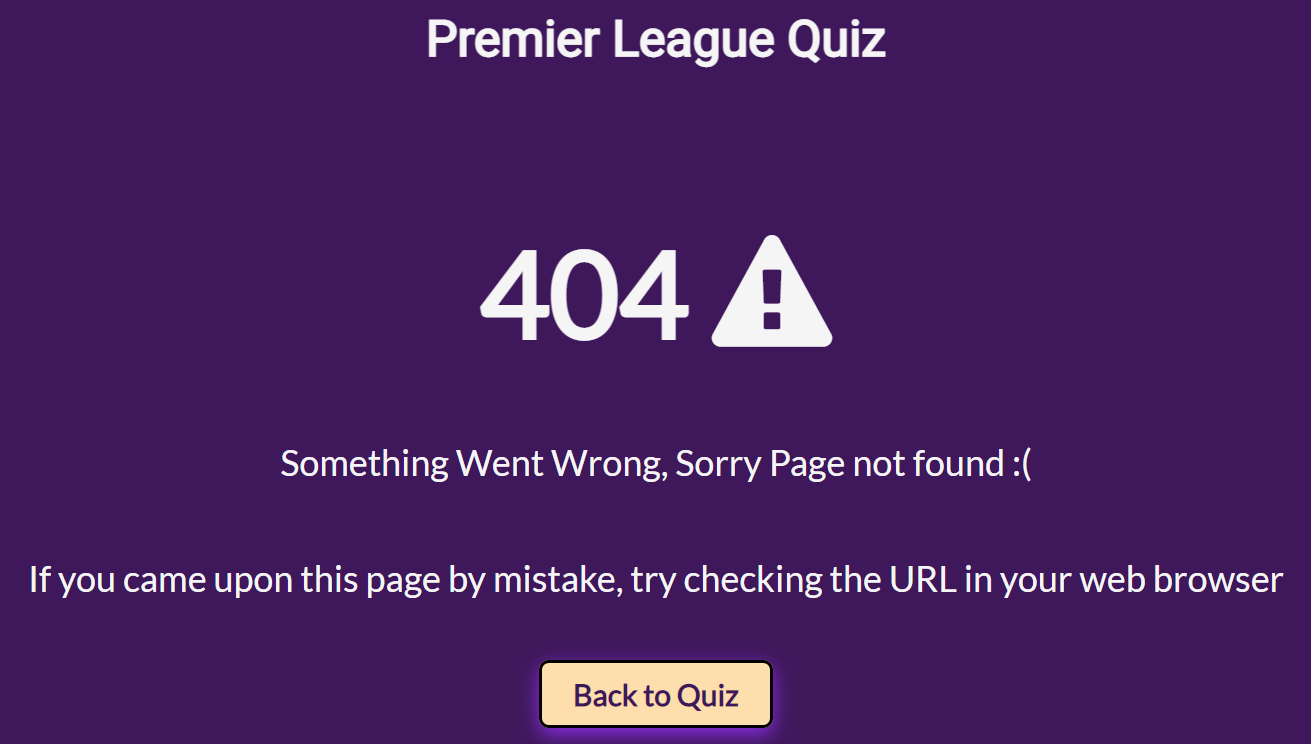 Premier League Quiz
404
Something Went Wrong, Sorry Page not found :(
If you came upon this page by mistake, try checking the URL in your web browser
Back to Quiz